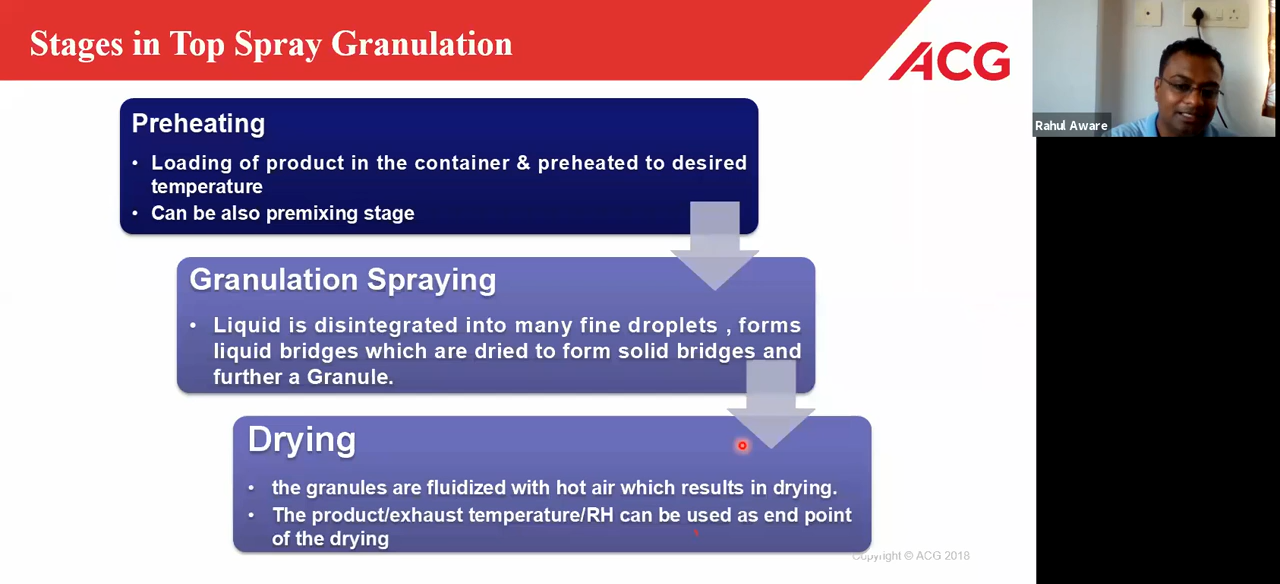 Stages in Top Spray Granulation
ACG
Rahul Aware
Preheating
• Loading of product in the container & preheated to desired
temperature
• Can be also premixing stage
Granulation Spraying
• Liquid is disintegrated into many fine droplets , forms
liquid bridges which are dried to form solid bridges and
further a Granule.
Drying
• the granules are fluidized with hot air which results in drying.
• The product/exhaust temperature/RH can be used as end point
of the drying
Copyright © ACG 2018